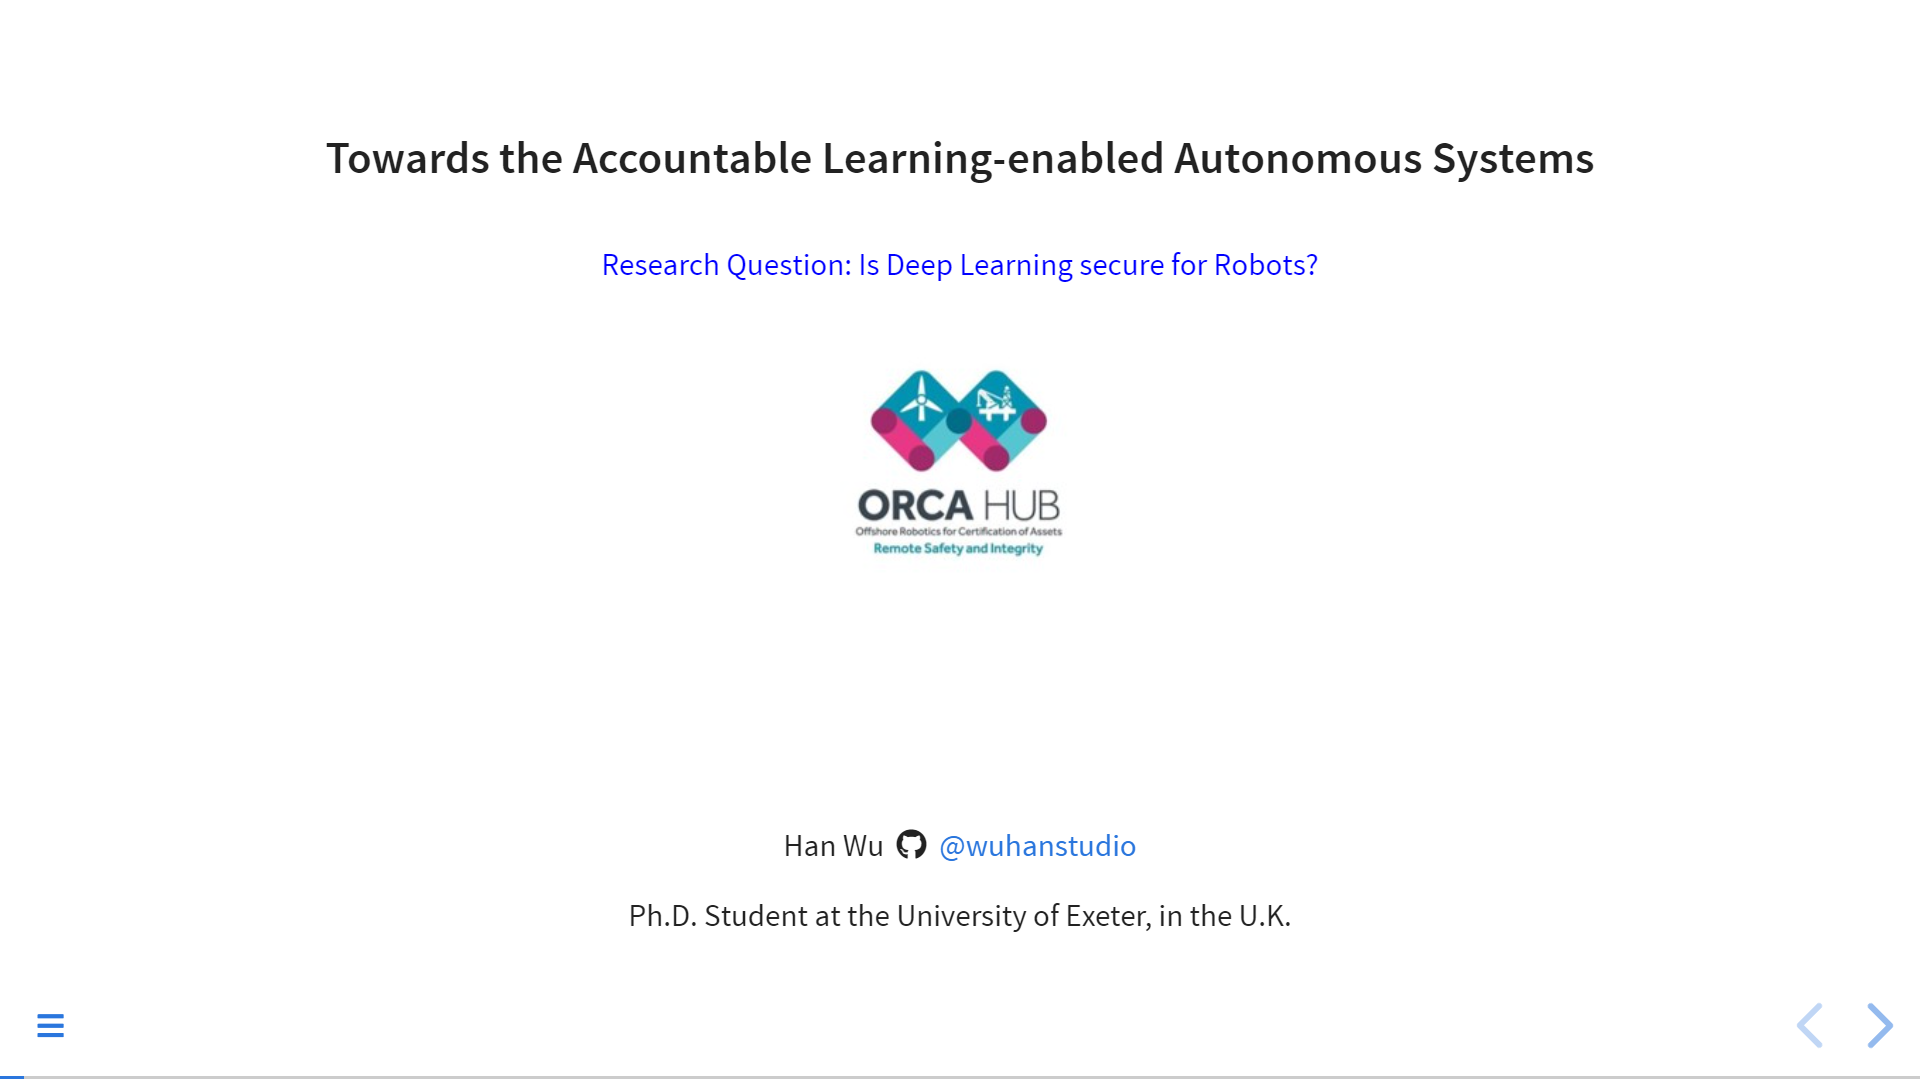 Towards the Accountable Learning-enabled Autonomous Systems
Research Question: Is Deep Learning secure for Robots?
ORCA HUB
Offshore Robotics for Certification of Assets
Remote Safety and Integrity
Han Wu @wuhanstudio
Ph.D. Student at the University of Exeter, in the U.K.